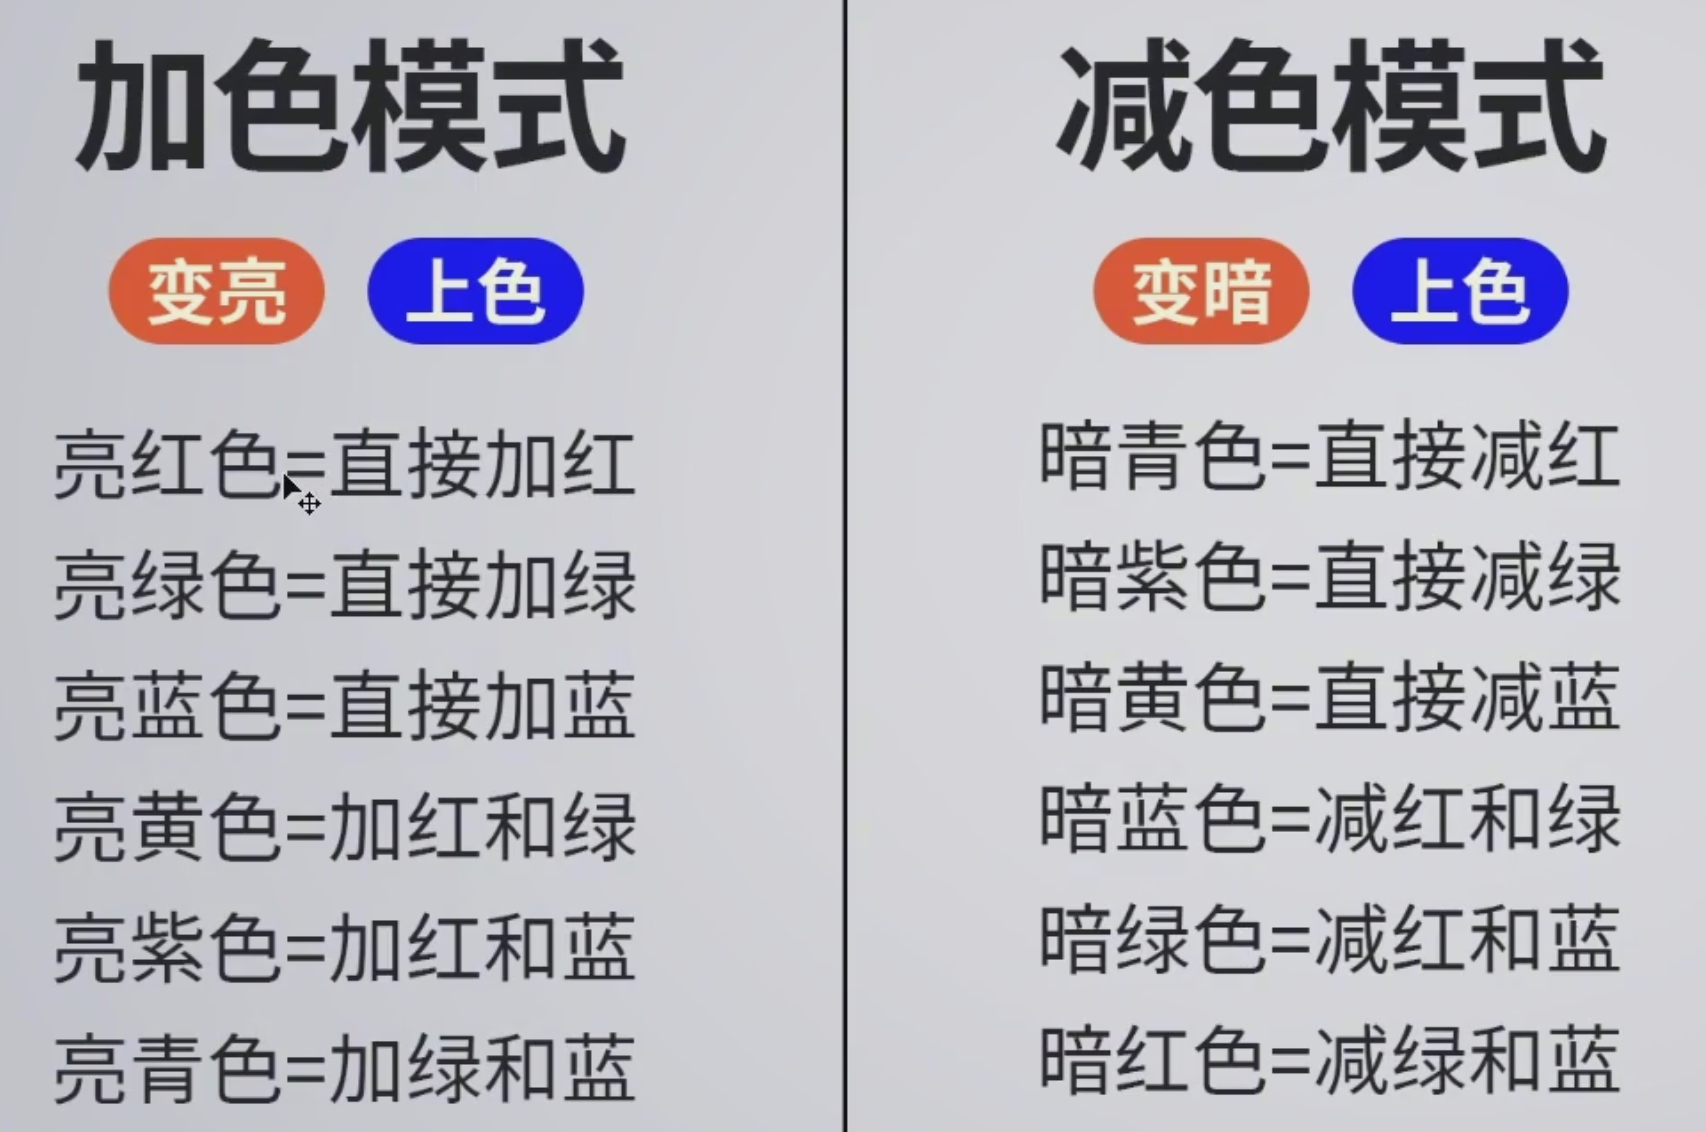 加色模式
变亮 上色
亮红色=直接加红
亮绿色=直接加绿
亮蓝色=直接加蓝
亮黄色=加红和绿
亮紫色=加红和蓝
亮青色=加绿和蓝
减色模式
变暗 上色
暗青色=直接减红
暗紫色=直接减绿
暗黄色=直接减蓝
暗蓝色=减红和绿
暗绿色=减红和蓝
暗红色=减绿和蓝